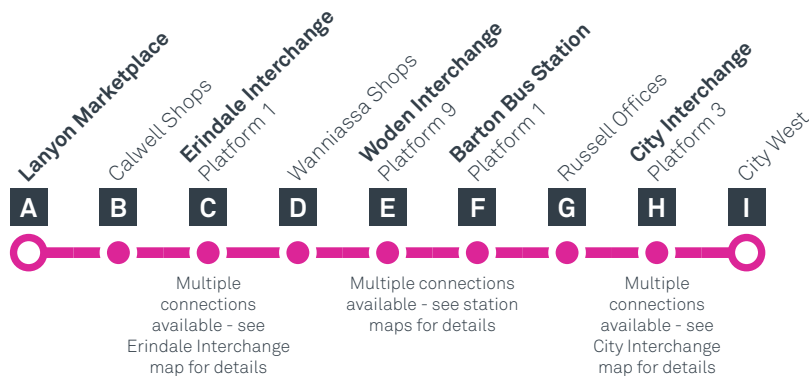 Lanyon Marketplace
Calwell Shops
Erindale Interchange
Platform 1
Wanniassa Shops
Woden Interchange
Platform 9
Barton Bus Station
Platform 1
Russell Offices
City Interchange
Platform 3
City West
A B C D E F G H I
Multiple
connections
available - see
Erindale Interchange
map for details
Multiple connections
available - see station
maps for details
Multiple
connections
available - see
City Interchange
map for details